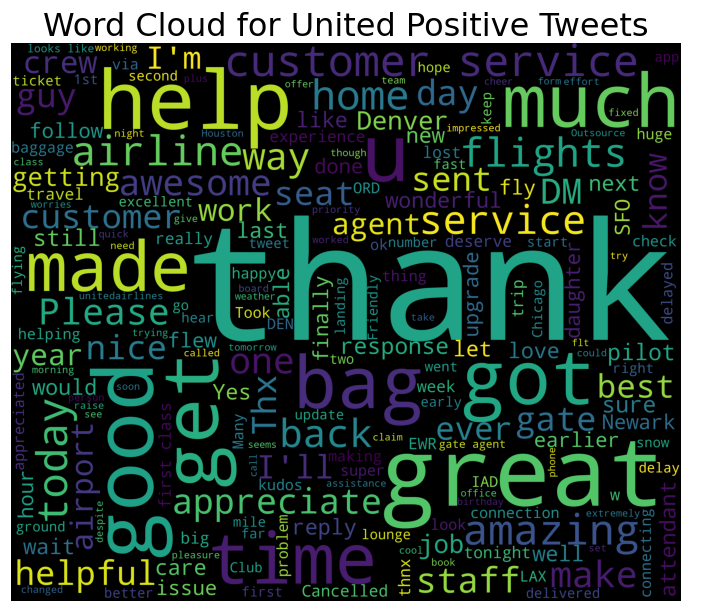 Word Cloud for United Positive Tweets
looks like
working
I'm
customer service
hope
app
crew
via
second
plus
offer
team
cheer
form
effort
ticket
1st
help
home
day
keep
much
fixed
guy
night
Houston
like
Denver
new
impressed
Outsource
huge
follow
airline
way
experience
though
done
u
lost
fast
flights
know
baggage
class
getting
awesome
seat
ORD
sent
fly
DM
next
SFO
travel
worries
excellent
give
priority
wonderful
customer
work
agent
service
still
really
last
tweet
worked
ok
number
deserve
start
check
flying
need
quick
made
thank
try
happy
able
thing
landing
Friendly
upgrade
trip
Chicago
daughter
delayed
unitedairlines
board
weather
Please
go
hear
Took
DEN
take
helping
trying
flew
finally
response
let
love
flt
could
pilot
year
nice
called
tomorrow
one
two
went
right
morning
would
Yes
Thx
bag
week
got
best
appreciated
today
person
raise
see
soon
good
get
update
early
ever
gate
sure
Newark
airport
first class
Many
back
claim
EWR
gate agent
earlier
snow
hour
seems
I'll
making
super
great
phone
delay
call
kudos
assistance
IAD
office
birthday
extremely
w
ground
despite
appreciate
mile
reply
look
connection
amazing
attendant
wait
big
far
problem
lounge
cool
job
tonight
well
set
connecting
pleasure
care
Club
time
thnx
book
LAX
make
helpful
issue
first
Cancelled
staff
changed
better
delivered